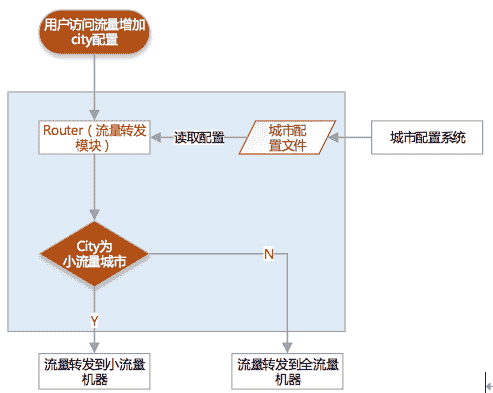 用户访问流量增加
city配置
Router（流量转发
模块）
读取配置
城市配
置文件
城市配置系统
City为
小流量城市
N
Y
流量转发到小流量
机器
流量转发到全流量
机器